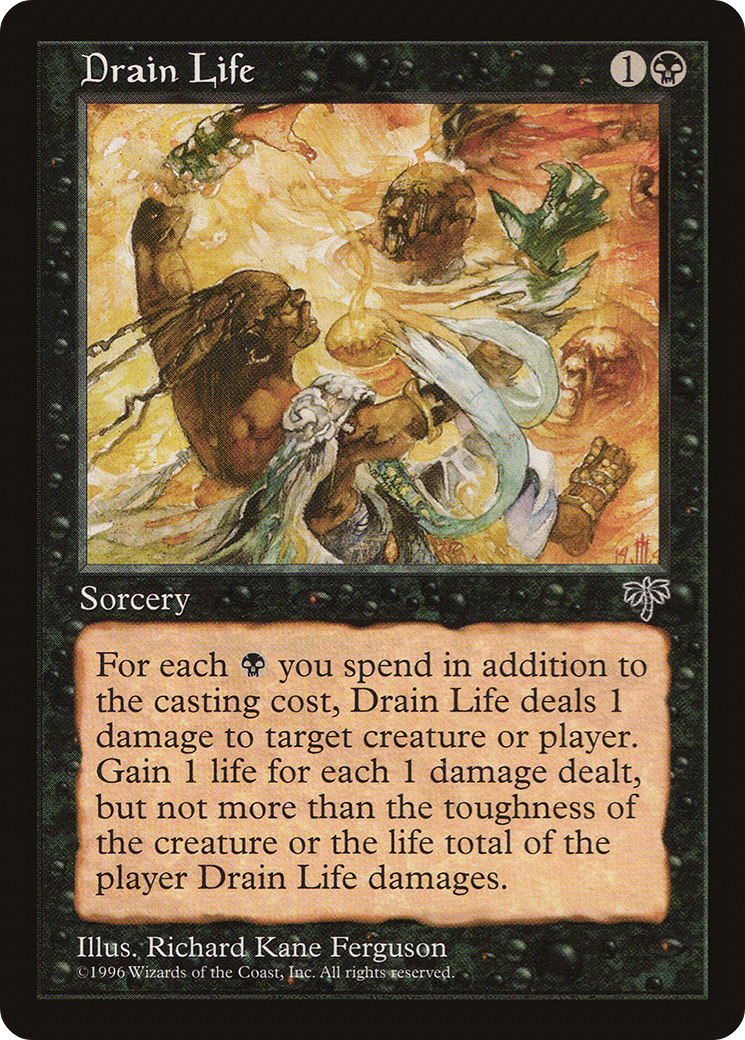 Drain Life
1
Sorcery
For each you spend in addition to
the casting cost, Drain Life deals 1
damage to target creature or player.
Gain 1 life for each 1 damage dealt,
but not more than the toughness of
the creature or the life total of the
player Drain Life damages.
Illus. Richard Kane Ferguson
©1996 Wizards of the Coast, Inc. All rights reserved.